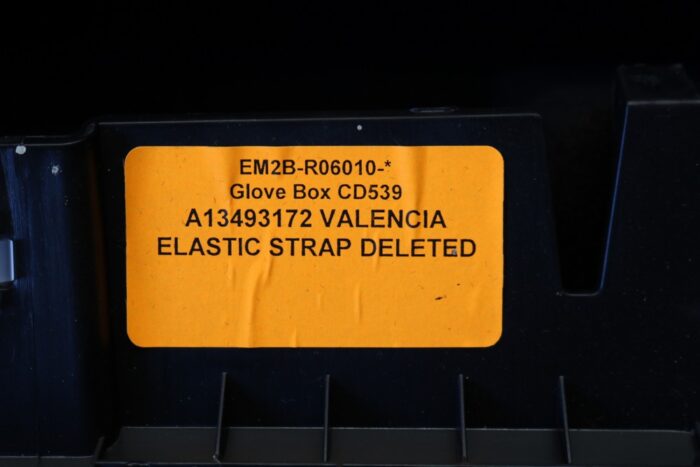 EM2B-R06010-*
Glove Box CD539
A13493172 VALENCIA
ELASTIC STRAP DELETED